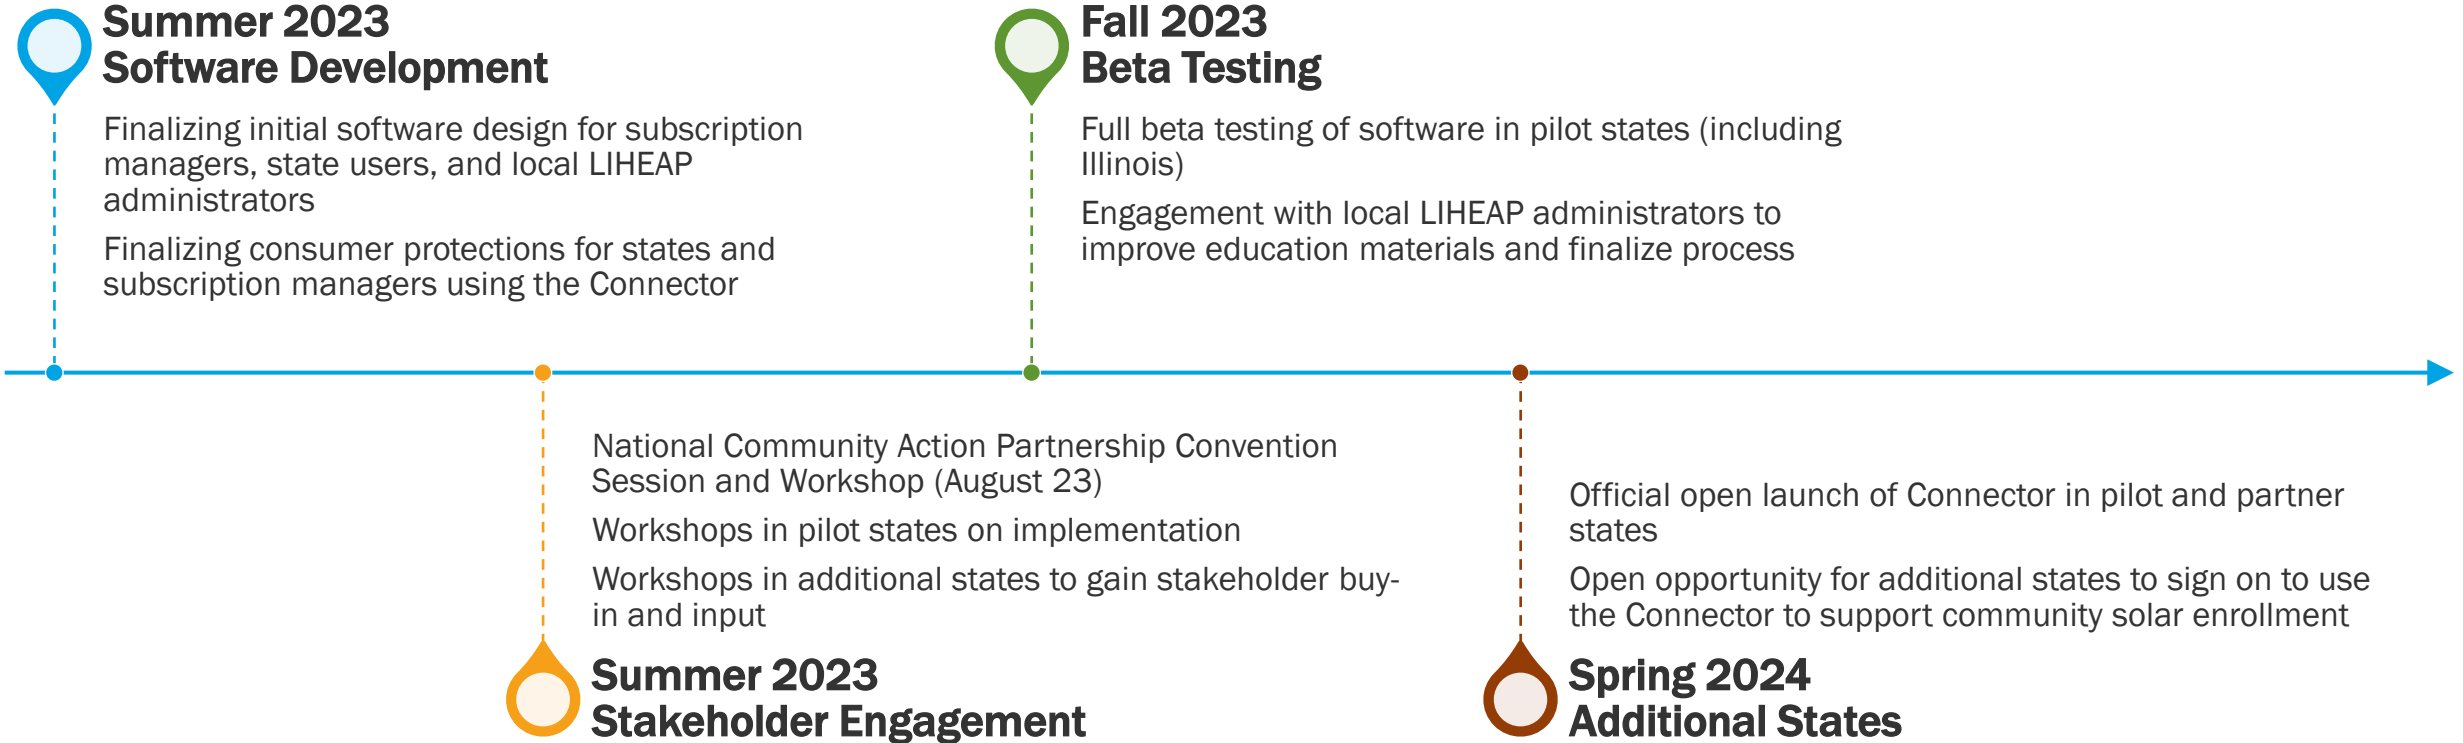 Summer 2023
Software Development
Finalizing initial software design for subscription
managers, state users, and local LIHEAP
administrators
Finalizing consumer protections for states and
subscription managers using the Connector
Fall 2023
Beta Testing
Full beta testing of software in pilot states (including
Illinois)
Engagement with local LIHEAP administrators to
improve education materials and finalize process
National Community Action Partnership Convention
Session and Workshop (August 23)
Workshops in pilot states on implementation
Workshops in additional states to gain stakeholder buy-
in and input
Summer 2023
Stakeholder Engagement
Official open launch of Connector in pilot and partner
states
Open opportunity for additional states to sign on to use
the Connector to support community solar enrollment
Spring 2024
Additional States